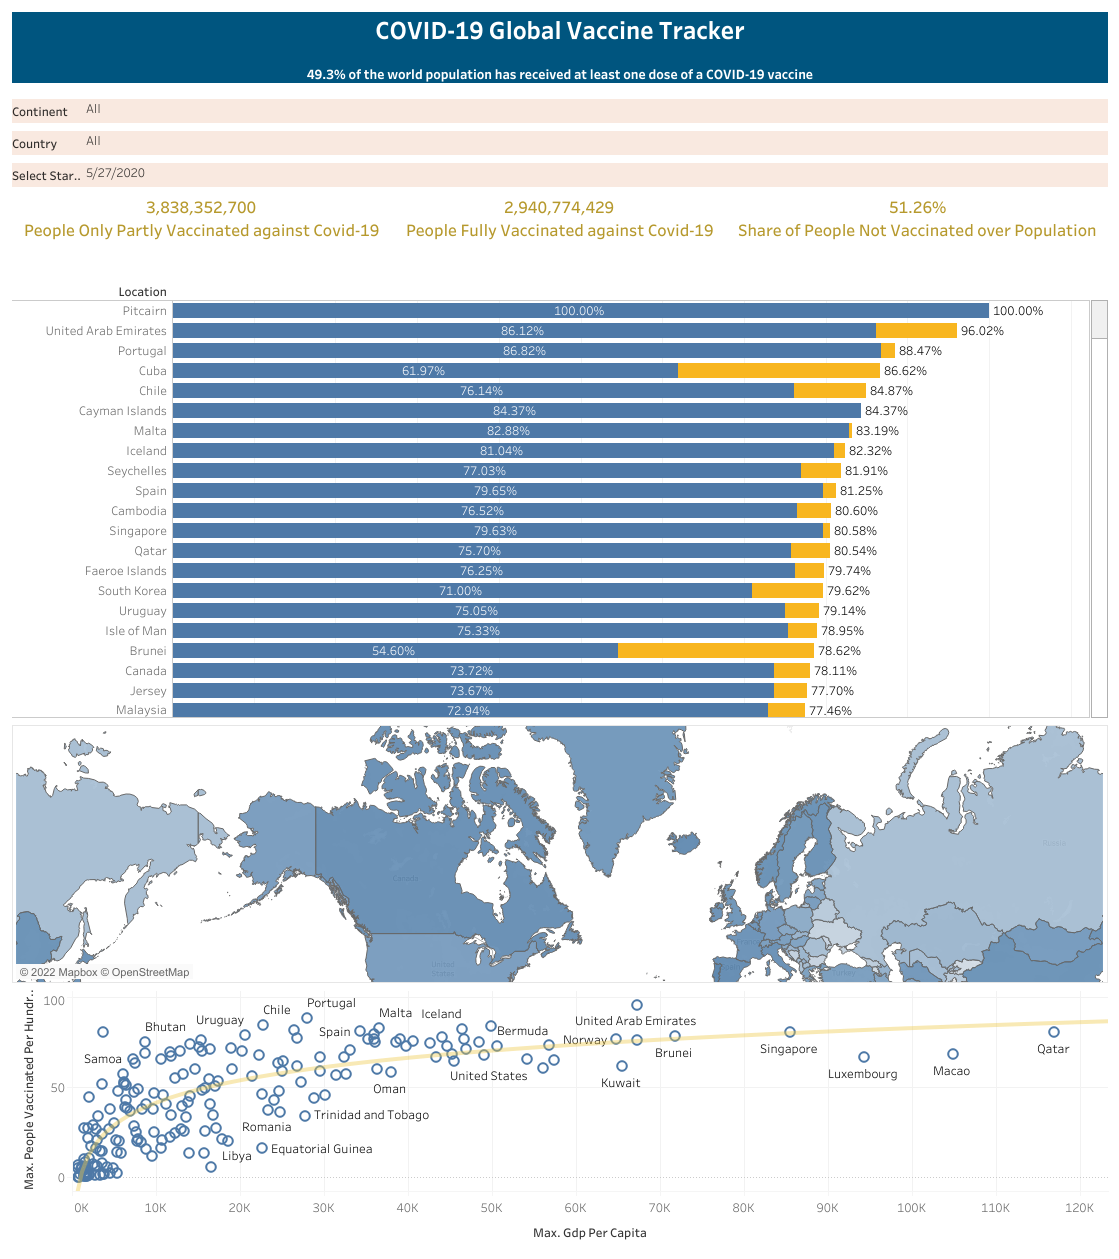 COVID-19 Global Vaccine Tracker
49.3% of the world population has received at least one dose of a COVID-19 vaccine
Continent All
Country All
Select Star.. 5/27/2020
3,838,352,700 2,940,774,429 51.26%
People Only Partly Vaccinated against Covid-19 People Fully Vaccinated against Covid-19 Share of People Not Vaccinated over Population
Location
Pitcairn 100.00% 100.00%
United Arab Emirates 86.12% 96.02%
Portugal 86.82% 88.47%
Cuba 61.97% 86.62%
Chile 76.14% 84.87%
Cayman Islands 84.37% 84.37%
Malta 82.88% 83.19%
Iceland 81.04% 82.32%
Seychelles 77.03% 81.91%
Spain 79.65% 81.25%
Cambodia 76.52% 80.60%
Singapore 79.63% 80.58%
Qatar 75.70% 80.54%
Faeroe Islands 76.25% 79.74%
South Korea 71.00% 79.62%
Uruguay 75.05% 79.14%
Isle of Man 75.33% 78.95%
Brunei 54.60% 78.62%
Canada 73.72% 78.11%
Jersey 73.67% 77.70%
Malaysia 72.94% 77.46%
Russia
Canada
United
States
© 2022 Mapbox © OpenStreetMap
Max. People Vaccinated Per Hundr..
100
50
0
Portugal
Chile
Malta
Iceland
Uruguay
Bhutan
Spain
Bermuda
United Arab Emirates
Norway
Brunei
Singapore
Qatar
Samoa
United States
Oman
Kuwait
Luxembourg
Macao
Trinidad and Tobago
Romania
Equatorial Guinea
Libya
0K 10K 20K 30K 40K 50K 60K 70K 80K 90K 100K 110K 120K
Max. Gdp Per Capita